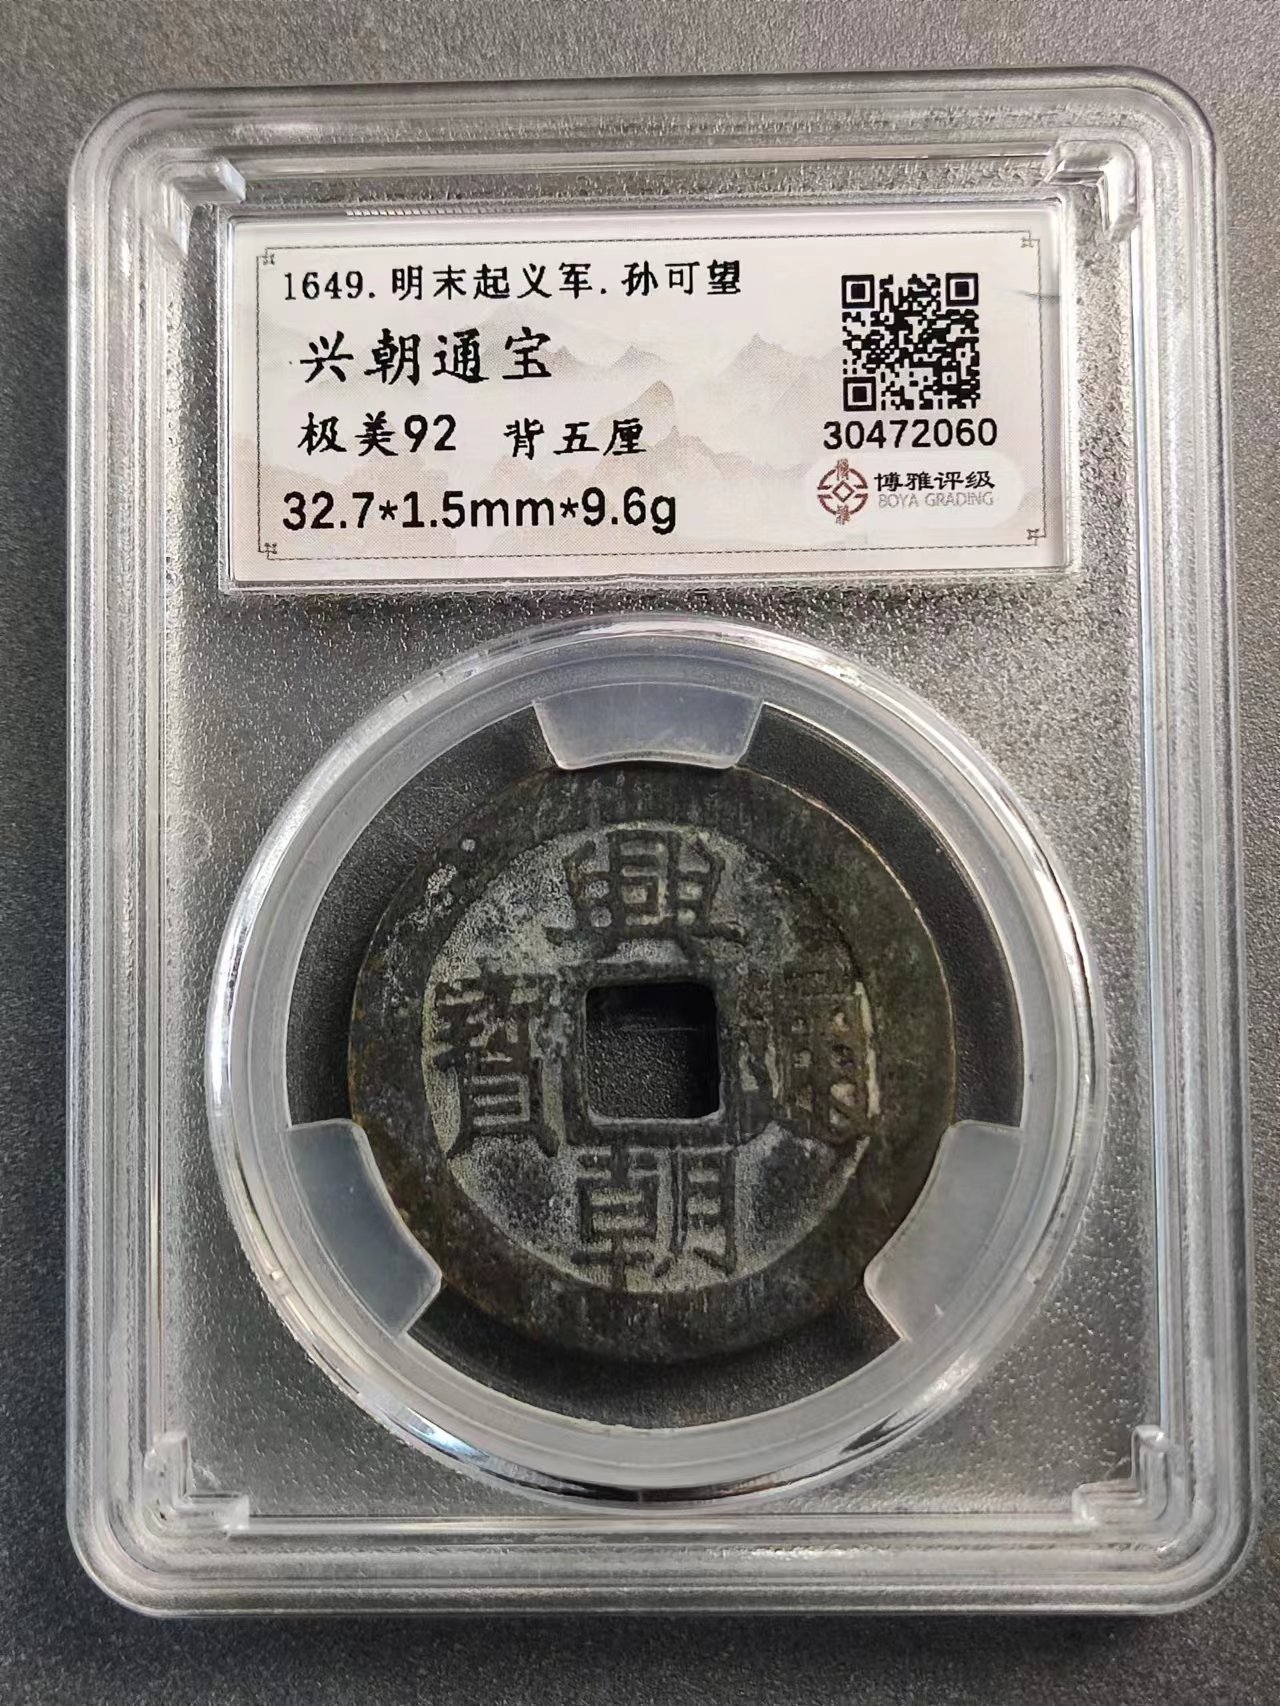 1649.明末起义军.孙可望
兴朝通宝
极美92 背五厘
32.7*1.5mm*9.6g
30472060
博雅评级
BOYA GRADING
興
寶 通
朝